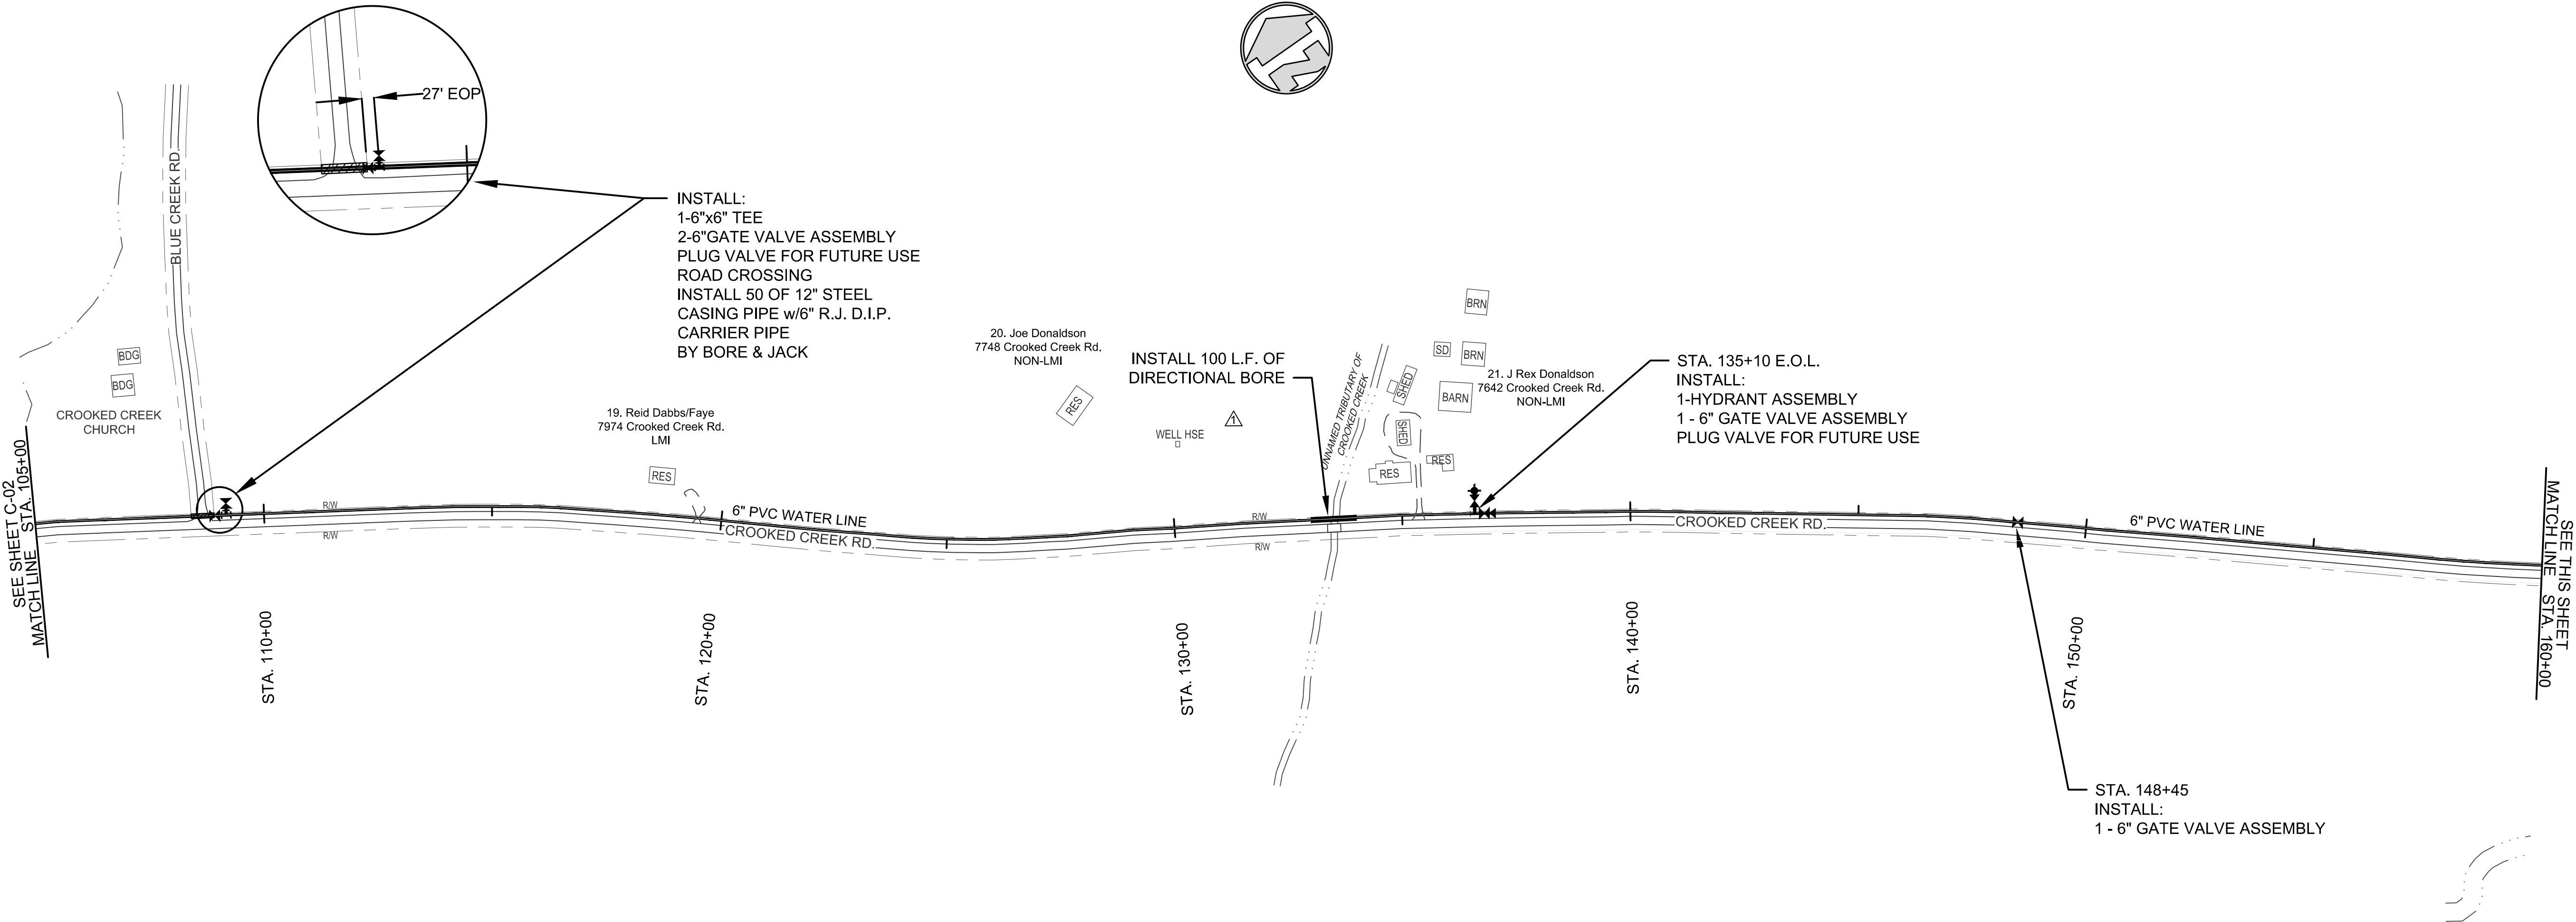 27' EOP
BLUE CREEK RD.
INSTALL:
1-6"x6" TEE
2-6"GATE VALVE ASSEMBLY
PLUG VALVE FOR FUTURE USE
ROAD CROSSING
INSTALL 50 OF 12" STEEL
CASING PIPE w/6" R.J. D.I.P.
CARRIER PIPE
BY BORE & JACK
BDG
BDG
CROOKED CREEK
CHURCH
SEE SHEET C-02
MATCH LINE STA. 105+00
19. Reid Dabbs/Faye
7974 Crooked Creek Rd.
LMI
RES
20. Joe Donaldson
7748 Crooked Creek Rd.
NON-LMI
RES
WELL HSE
1
INSTALL 100 L.F. OF
DIRECTIONAL BORE
UNNAMED TRIBUTARY OF
CROOKED CREEK
BRN
SD
BRN
SHED
BARN
SHED
RES
RES
21. J Rex Donaldson
7642 Crooked Creek Rd.
NON-LMI
STA. 135+10 E.O.L.
INSTALL:
1-HYDRANT ASSEMBLY
1 - 6" GATE VALVE ASSEMBLY
PLUG VALVE FOR FUTURE USE
R/W
R/W
6" PVC WATER LINE
CROOKED CREEK RD.
R/W
R/W
CROOKED CREEK RD.
6" PVC WATER LINE
SEE THIS SHEET
MATCH LINE STA. 160+00
STA. 110+00
STA. 120+00
STA. 130+00
STA. 140+00
STA. 150+00
STA. 148+45
INSTALL:
1 - 6" GATE VALVE ASSEMBLY